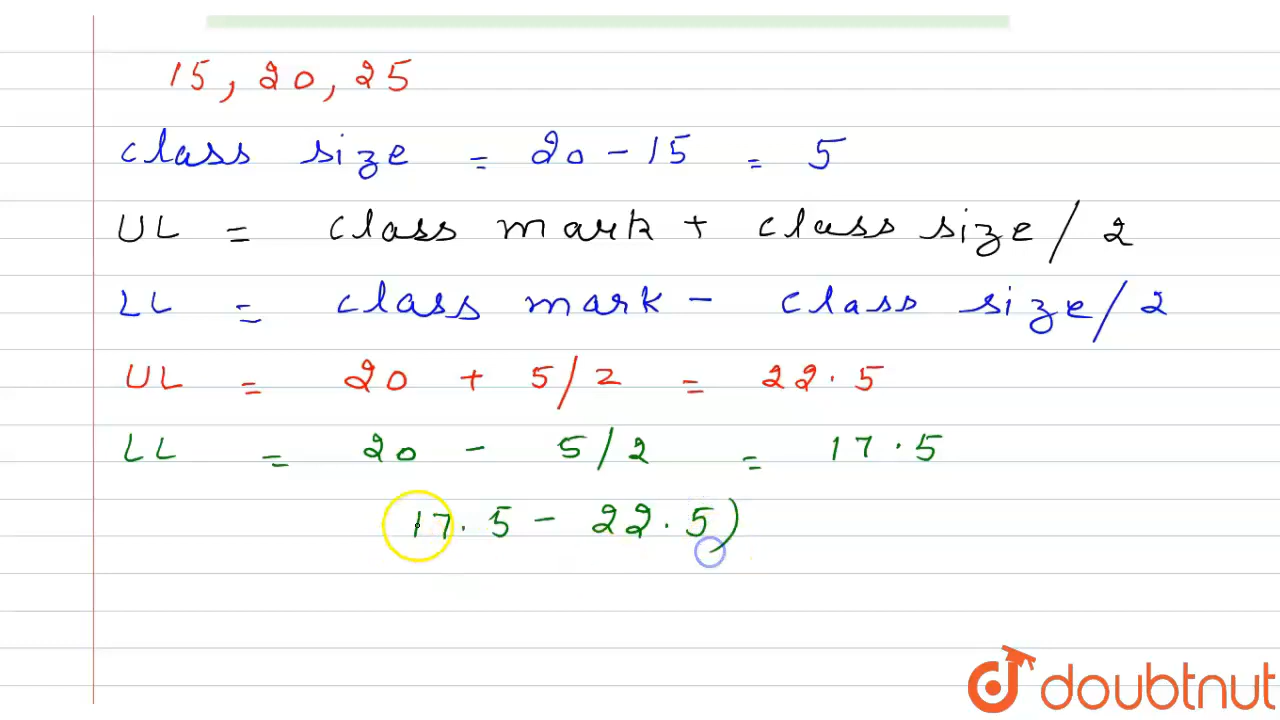 15, 20, 25
class size = 20 - 15 = 5
UL = class mark + class size / 2
LL = class mark - class size / 2
UL = 20 + 5/2 = 22.5
LL = 20 - 5/2 = 17.5
17.5 - 22.5)
doubtnut